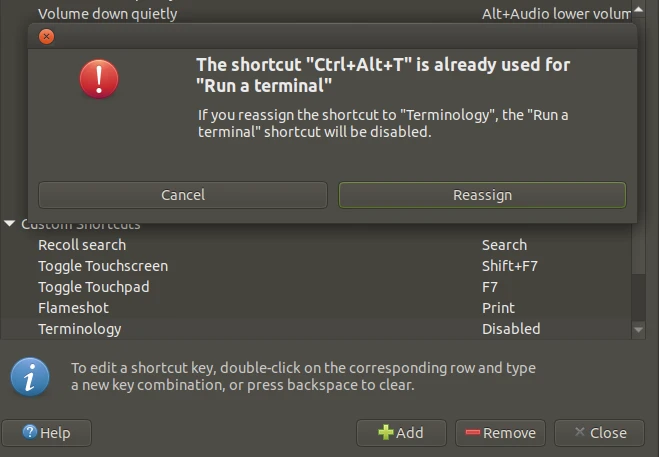 Volume down quietly Alt+Audio lower volum
The shortcut "Ctrl+Alt+T" is already used for
"Run a terminal"
If you reassign the shortcut to "Terminology", the "Run a
terminal" shortcut will be disabled.
Cancel Reassign
Custom Shortcuts
Recoll search Search
Toggle Touchscreen Shift+F7
Toggle Touchpad F7
Flameshot Print
Terminology Disabled
To edit a shortcut key, double-click on the corresponding row and type
a new key combination, or press backspace to clear.
Help Add Remove Close